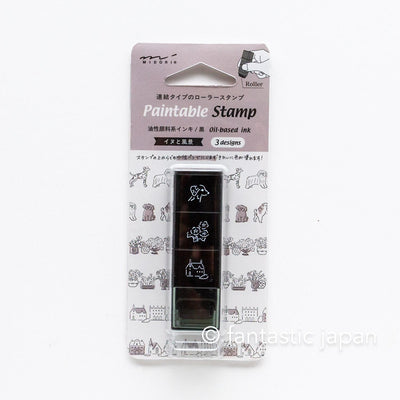 MIDORI
Roller
連結タイプのローラースタンプ
Paintable Stamp
油性顔料系インキ/黒 Oil-based ink
イヌと風景 3 designs
© fantastic japan